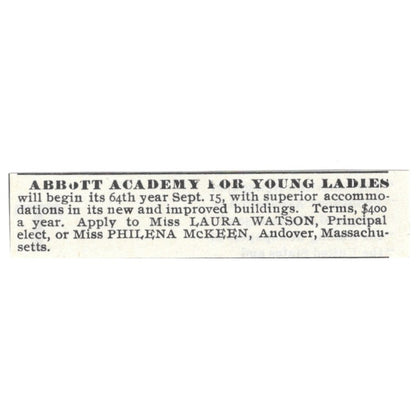 ABBOTT ACADEMY FOR YOUNG LADIES
will begin its 64th year Sept. 15, with superior accommo-
dations in its new and improved buildings. Terms, $400
a year. Apply to Miss LAURA WATSON, Principal
elect, or Miss PHILENA McKEEN, Andover, Massachu-
setts.